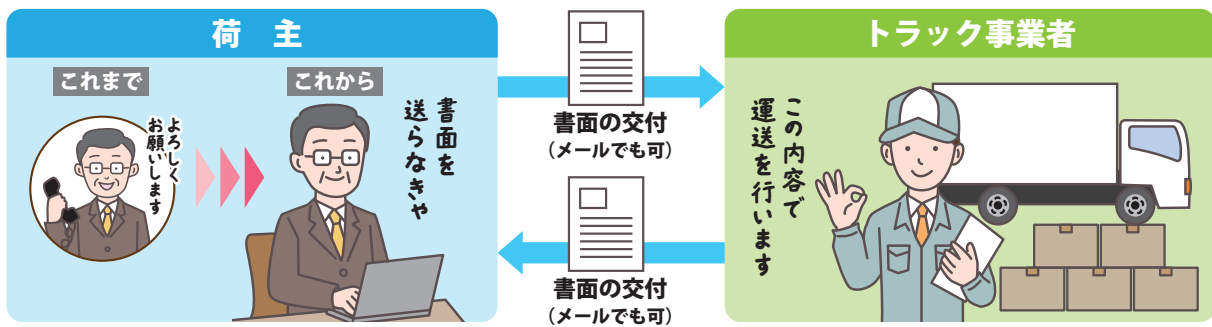 荷　主
これまで
よろしく
お願いします
これから
書面を
送らなきゃ
書面の交付
（メールでも可）
書面の交付
（メールでも可）
トラック事業者
この内容で
運送を行います